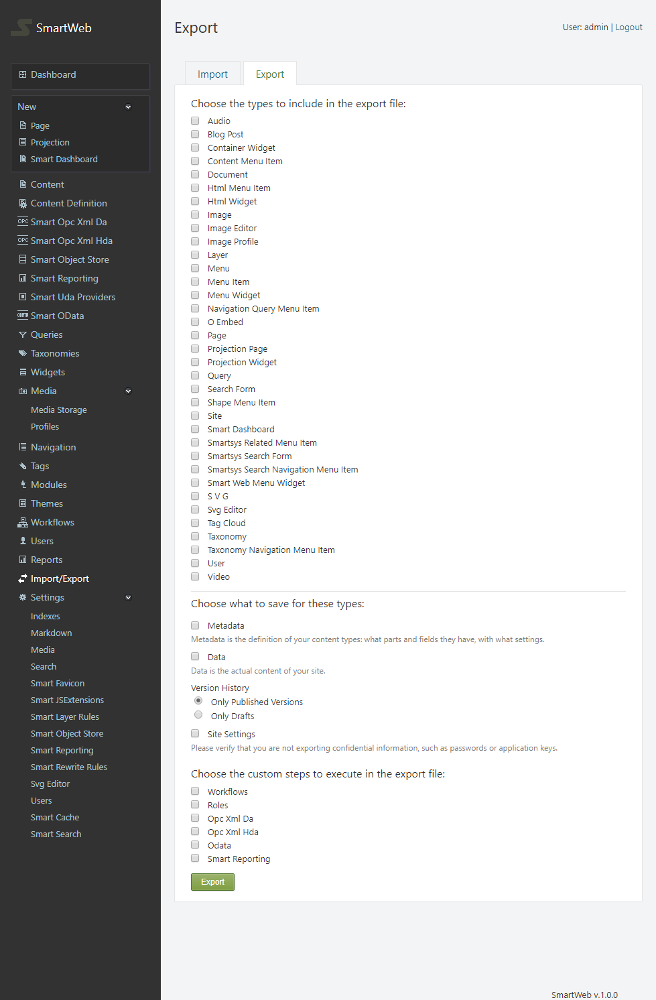 SmartWeb
Dashboard
New
Page
Projection
Smart Dashboard
Content
Content Definition
OPC Smart Opc Xml Da
OPC Smart Opc Xml Hda
Smart Object Store
Smart Reporting
Smart Uda Providers
ODATA Smart OData
Queries
Taxonomies
Widgets
Media
Media Storage
Profiles
Navigation
Tags
Modules
Themes
Workflows
Users
Reports
Import/Export
Settings
Indexes
Markdown
Media
Search
Smart Favicon
Smart JSExtensions
Smart Layer Rules
Smart Object Store
Smart Reporting
Smart Rewrite Rules
Svg Editor
Users
Smart Cache
Smart Search
Export
User: admin | Logout
Import
Export
Choose the types to include in the export file:
Audio
Blog Post
Container Widget
Content Menu Item
Document
Html Menu Item
Html Widget
Image
Image Editor
Image Profile
Layer
Menu
Menu Item
Menu Widget
Navigation Query Menu Item
O Embed
Page
Projection Page
Projection Widget
Query
Search Form
Shape Menu Item
Site
Smart Dashboard
Smartsys Related Menu Item
Smartsys Search Form
Smartsys Search Navigation Menu Item
Smart Web Menu Widget
S V G
Svg Editor
Tag Cloud
Taxonomy
Taxonomy Navigation Menu Item
User
Video
Choose what to save for these types:
Metadata
Metadata is the definition of your content types: what parts and fields they have, with what settings.
Data
Data is the actual content of your site.
Version History
Only Published Versions
Only Drafts
Site Settings
Please verify that you are not exporting confidential information, such as passwords or application keys.
Choose the custom steps to execute in the export file:
Workflows
Roles
Opc Xml Da
Opc Xml Hda
Odata
Smart Reporting
Export
SmartWeb v.1.0.0